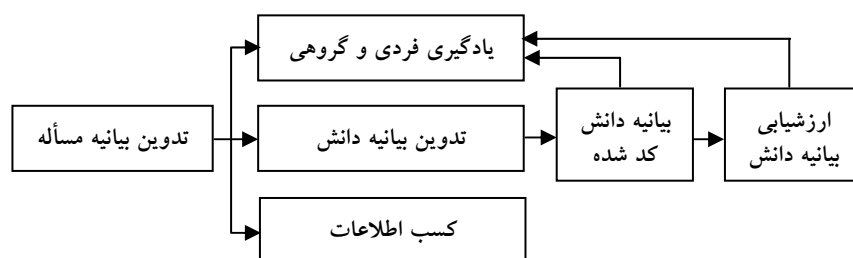 یادگیری فردی و گروهی
تدوین بیانیه مسأله
تدوین بیانیه دانش
بیانیه دانش
کد شده
ارزشیابی
بیانیه دانش
کسب اطلاعات